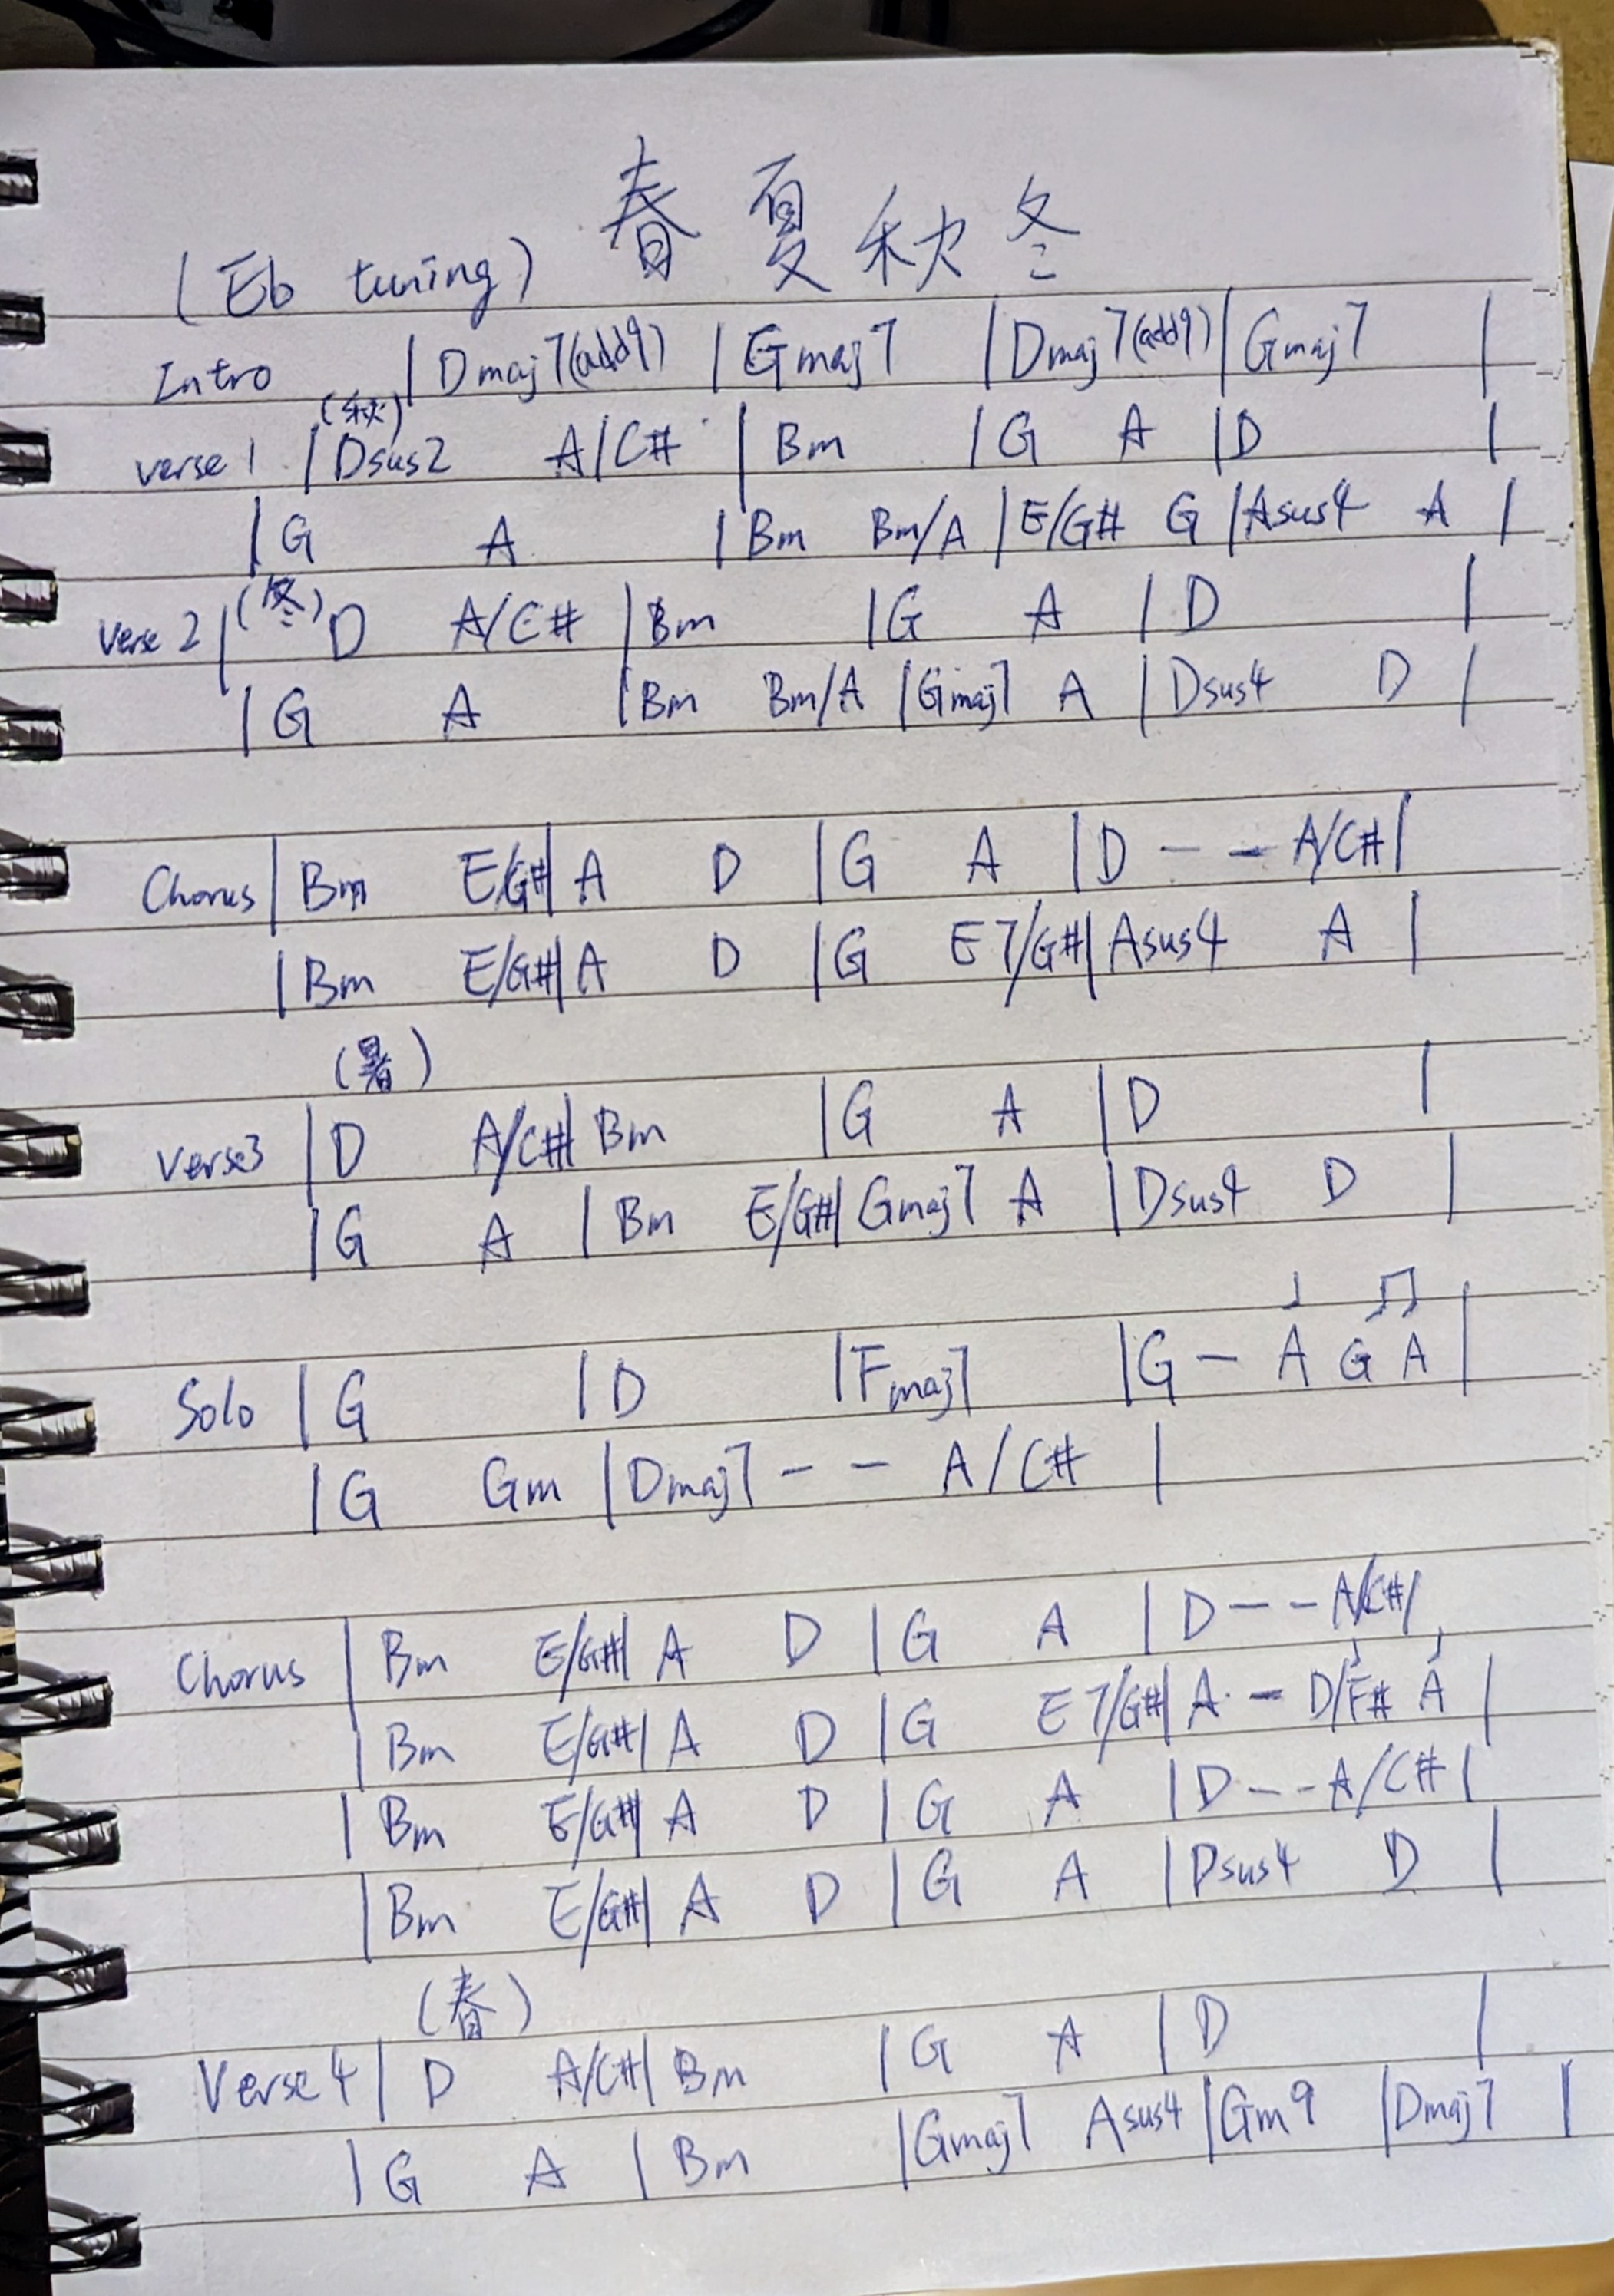 春夏秋冬
(Eb tuning)
Intro |Dmaj7(add9) |Gmaj7 |Dmaj7(add9) |Gmaj7 |
(秋)
verse 1 |Dsus2 A/C# |Bm |G A |D |
|G A |Bm Bm/A |E/G# G |Asus4 A |
Verse 2 |(冬) D A/C# |Bm |G A |D |
|G A |Bm Bm/A |Gmaj7 A |Dsus4 D |
Chorus |Bm E/G#| A D |G A |D - - A/C# |
|Bm E/G#| A D |G E7/G#| Asus4 A |
(暑)
Verse3 |D A/C#| Bm |G A |D |
|G A |Bm E/G#| Gmaj7 A |Dsus4 D |
♩ ♫
Solo |G |D |Fmaj7 |G - A G A |
|G Gm |Dmaj7 - - A/C# |
Chorus |Bm E/G#| A D |G A |D - - A/C# |
♩ ♩
|Bm E/G#| A D |G E7/G#| A - D/F# A |
|Bm E/G#| A D |G A |D - - A/C# |
|Bm E/G#| A D |G A |Dsus4 D |
(春)
Verse 4 |D A/C#| Bm |G A |D |
|G A |Bm |Gmaj7 Asus4 |Gm9 |Dmaj7 |